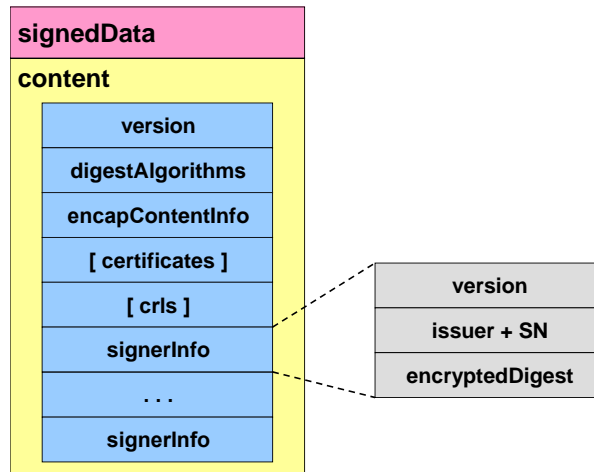 signedData
content
version
digestAlgorithms
encapContentInfo
[ certificates ]
[ crls ]
signerInfo
. . .
signerInfo
version
issuer + SN
encryptedDigest